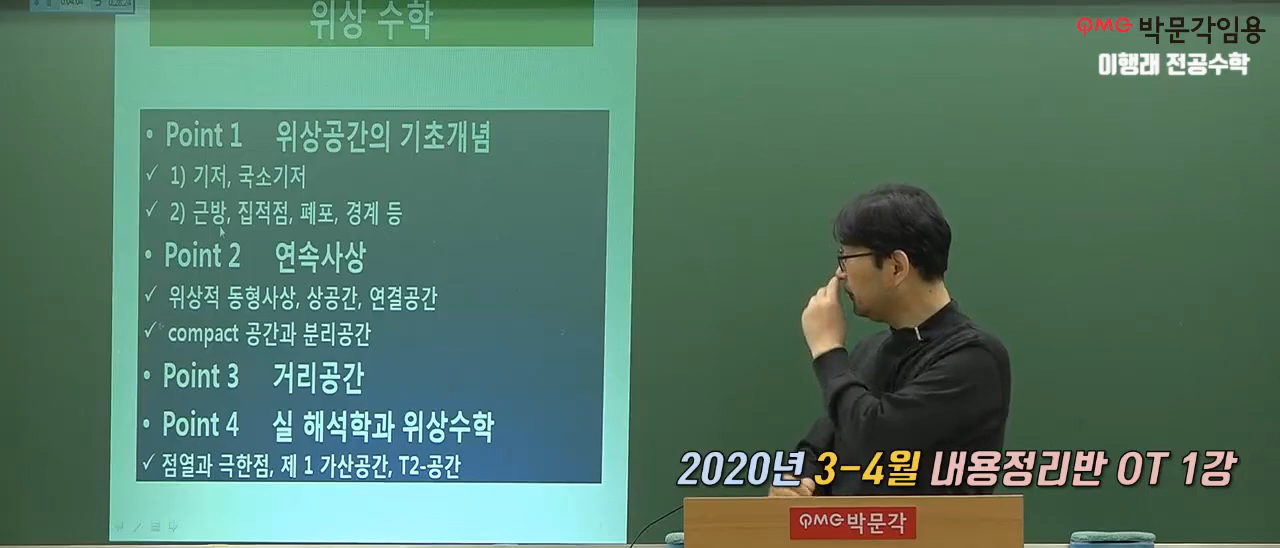 위상 수학
PMG 박문각임용
이행래 전공수학
• Point 1 위상공간의 기초개념
✓ 1) 기저, 국소기저
✓ 2) 근방, 집적점, 폐포, 경계 등
• Point 2 연속사상
✓ 위상적 동형사상, 상공간, 연결공간
✓ compact 공간과 분리공간
• Point 3 거리공간
• Point 4 실 해석학과 위상수학
✓ 점열과 극한점, 제 1 가산공간, T2-공간
2020년 3-4월 내용정리반 OT 1강
PMG 박문각